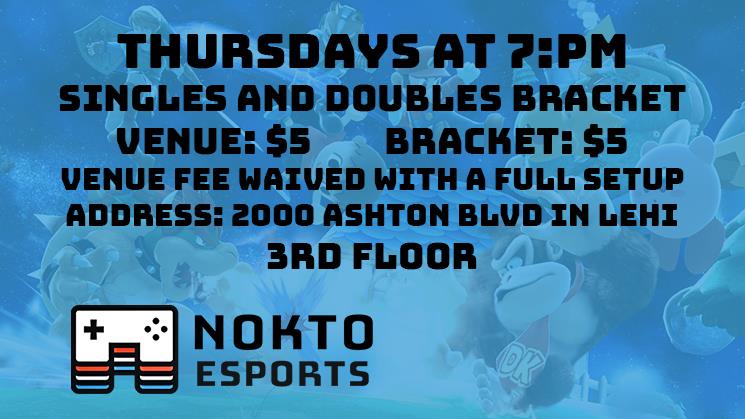 THURSDAYS AT 7:PM
SINGLES AND DOUBLES BRACKET
VENUE: $5 BRACKET: $5
VENUE FEE WAIVED WITH A FULL SETUP
ADDRESS: 2000 ASHTON BLVD IN LEHI
3RD FLOOR
NOKTO
ESPORTS
DK